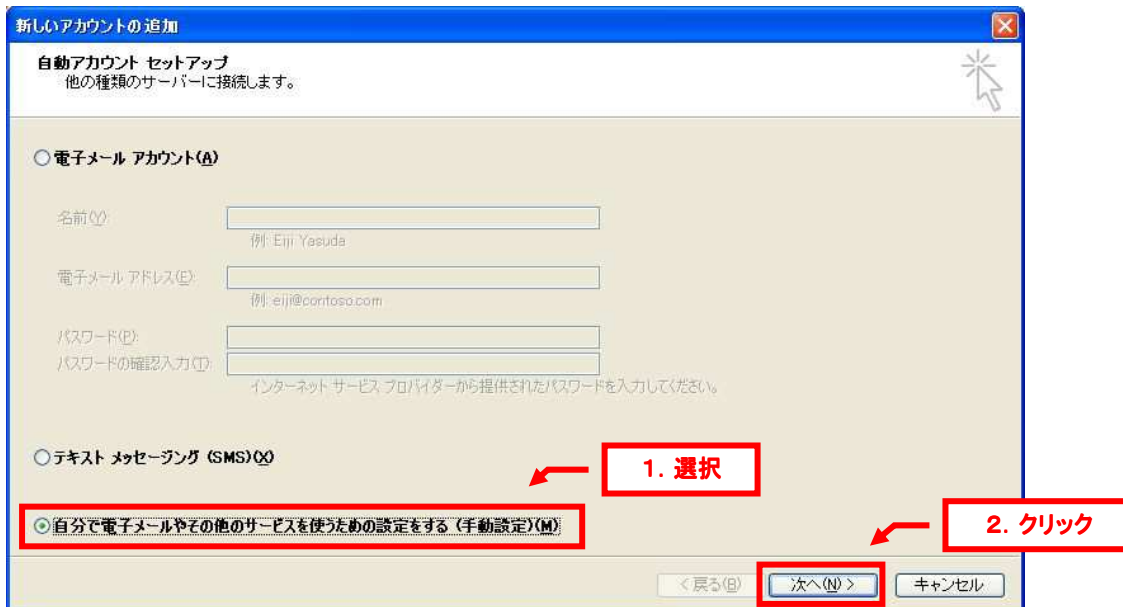 新しいアカウントの追加
自動アカウント セットアップ
他の種類のサーバーに接続します。
電子メール アカウント(A)
名前(Y):
例: Eiji Yasuda
電子メール アドレス(E):
例: eiji@contoso.com
パスワード(P):
パスワードの確認入力(T):
インターネット サービス プロバイダーから提供されたパスワードを入力してください。
テキスト メッセージング (SMS)(X)
1. 選択
自分で電子メールやその他のサービスを使うための設定をする (手動設定)(M)
2. クリック
< 戻る(B)
次へ(N) >
キャンセル